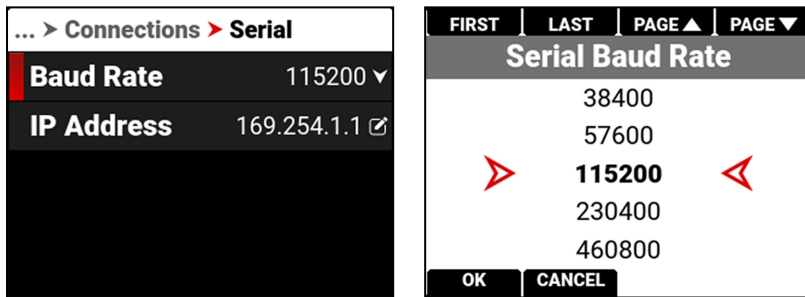 ... > Connections > Serial
Baud Rate 115200
IP Address 169.254.1.1
FIRST LAST PAGE▲ PAGE▼
Serial Baud Rate
38400
57600
115200
230400
460800
OK CANCEL